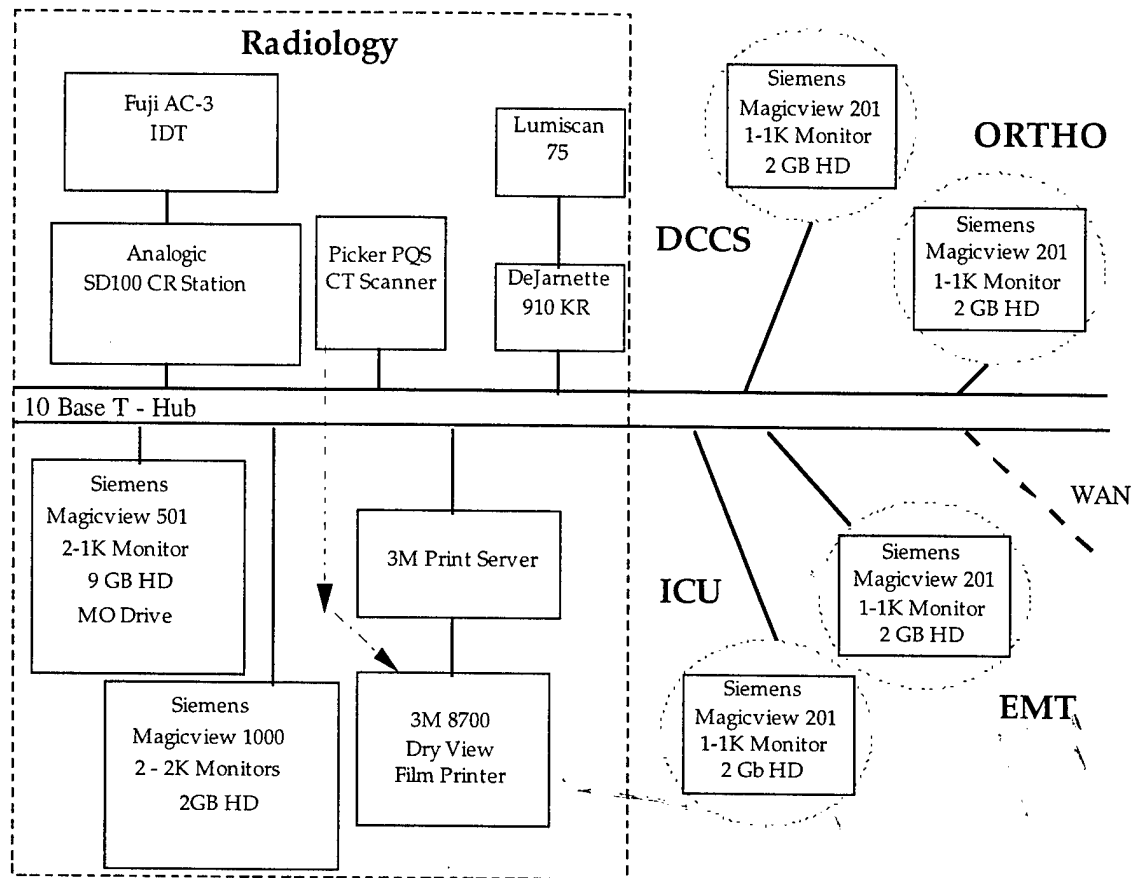 Radiology
Fuji AC-3
IDT
Lumiscan
75
Analogic
SD100 CR Station
Picker PQS
CT Scanner
DeJarnette
910 KR
Siemens
Magicview 201
1-1K Monitor
2 GB HD
DCCS
ORTHO
Siemens
Magicview 201
1-1K Monitor
2 GB HD
10 Base T - Hub
WAN
Siemens
Magicview 501
2-1K Monitor
9 GB HD
MO Drive
Siemens
Magicview 1000
2 - 2K Monitors
2GB HD
3M Print Server
3M 8700
Dry View
Film Printer
ICU
Siemens
Magicview 201
1-1K Monitor
2 Gb HD
Siemens
Magicview 201
1-1K Monitor
2 GB HD
EMT